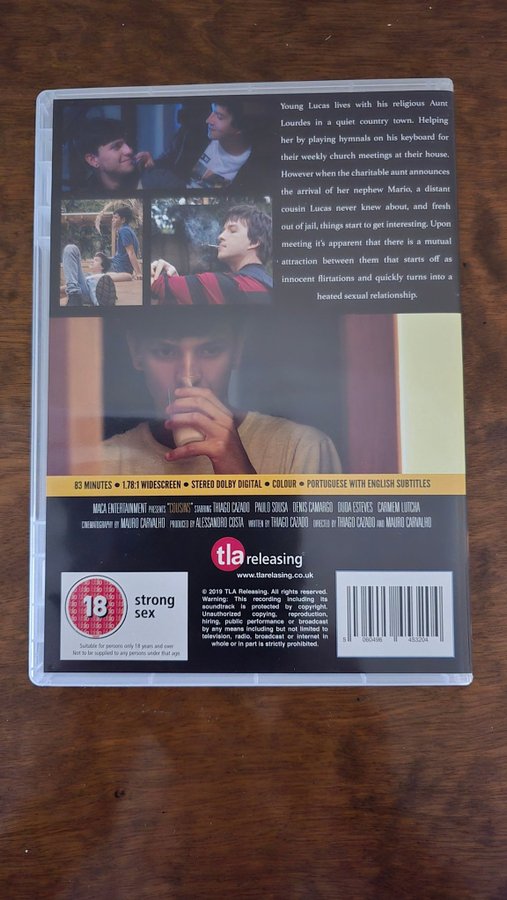 Young Lucas lives with his religious Aunt
Lourdes in a quiet country town. Helping
her by playing hymnals on his keyboard for
their weekly church meetings at their house.
However when the charitable aunt announces
the arrival of her nephew Mario, a distant
cousin Lucas never knew about, and fresh
out of jail, things start to get interesting. Upon
meeting it's apparent that there is a mutual
attraction between them that starts off as
innocent flirtations and quickly turns into a
heated sexual relationship.
83 MINUTES • 1.78:1 WIDESCREEN • STEREO DOLBY DIGITAL • COLOUR • PORTUGUESE WITH ENGLISH SUBTITLES
MACA ENTERTAINMENT PRESENTS "COUSINS" STARRING THIAGO CAZADO PAULO SOUSA DENIS CAMARGO DUDA ESTEVES CARMEM LUTCHA
CINEMATOGRAPHY BY MAURO CARVALHO PRODUCED BY ALESSANDRO COSTA WRITTEN BY THIAGO CAZADO DIRECTED BY THIAGO CAZADO AND MAURO CARVALHO
tla releasing
www.tlarelasing.co.uk
18
strong
sex
Suitable for persons only 18 years and over
Not to be supplied to any persons under that age
© 2019 TLA Releasing. All rights reserved.
Warning: This recording including its
soundtrack is protected by copyright.
Unauthorized copying, reproduction,
hiring, public performance or broadcast
by any means including but not limited to
television, radio, broadcast or internet in
whole or in part is strictly prohibited.
5 060496 453204